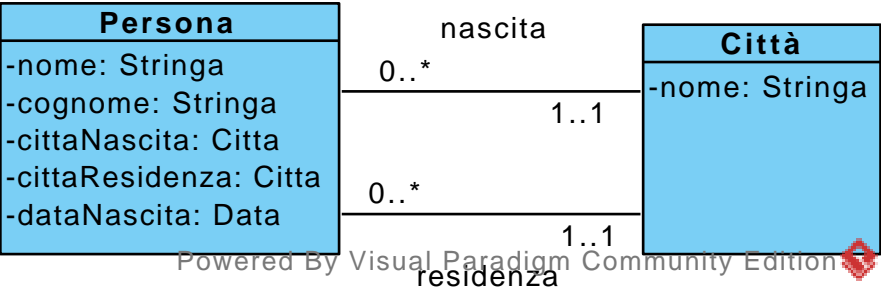 Persona
-nome: Stringa
-cognome: Stringa
-cittaNascita: Citta
-cittaResidenza: Citta
-dataNascita: Data
nascita
0..*
1..1
0..*
1..1
residenza
Città
-nome: Stringa
Powered By Visual Paradigm Community Edition